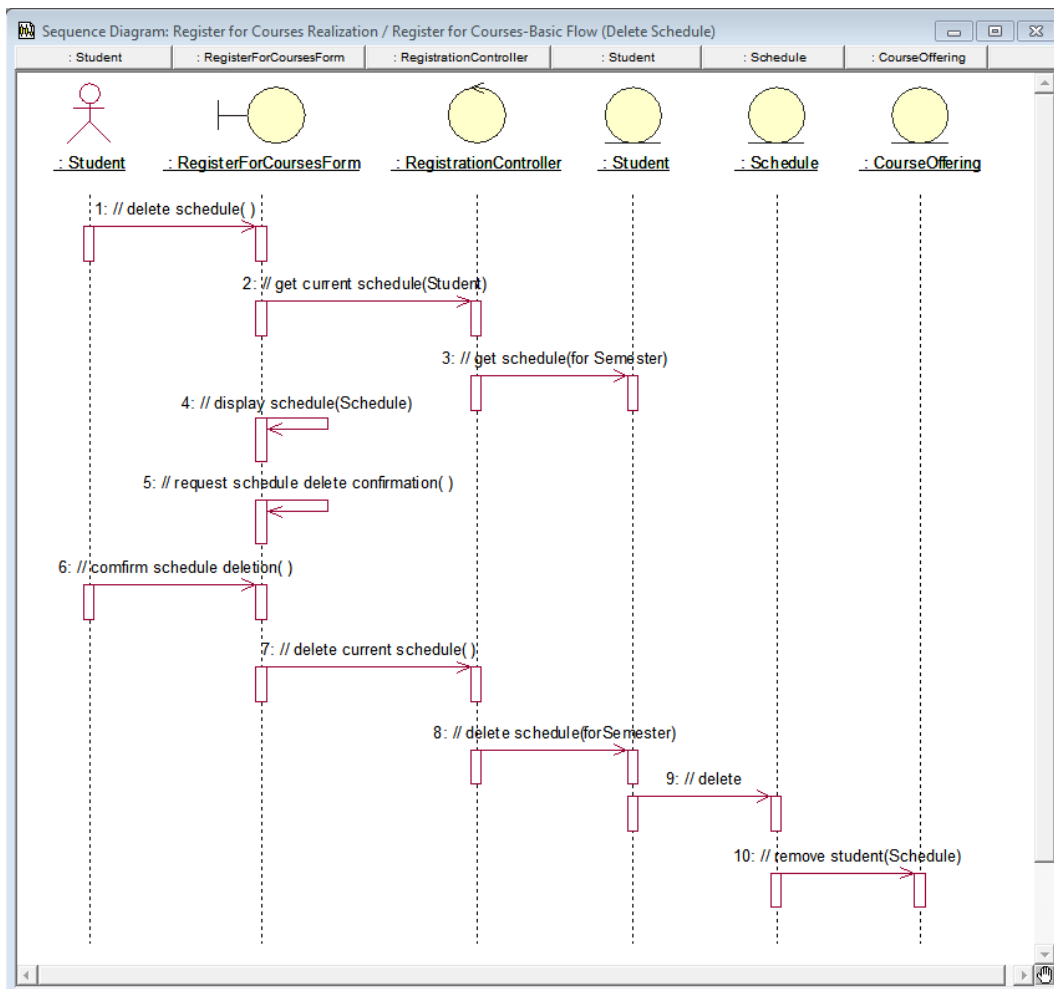 Sequence Diagram: Register for Courses Realization / Register for Courses-Basic Flow (Delete Schedule)
: Student : RegisterForCoursesForm : RegistrationController : Student : Schedule : CourseOffering
: Student : RegisterForCoursesForm : RegistrationController : Student : Schedule : CourseOffering
1: // delete schedule( )
2: // get current schedule(Student)
3: // get schedule(for Semester)
4: // display schedule(Schedule)
5: // request schedule delete confirmation( )
6: // comfirm schedule deletion( )
7: // delete current schedule( )
8: // delete schedule(forSemester)
9: // delete
10: // remove student(Schedule)